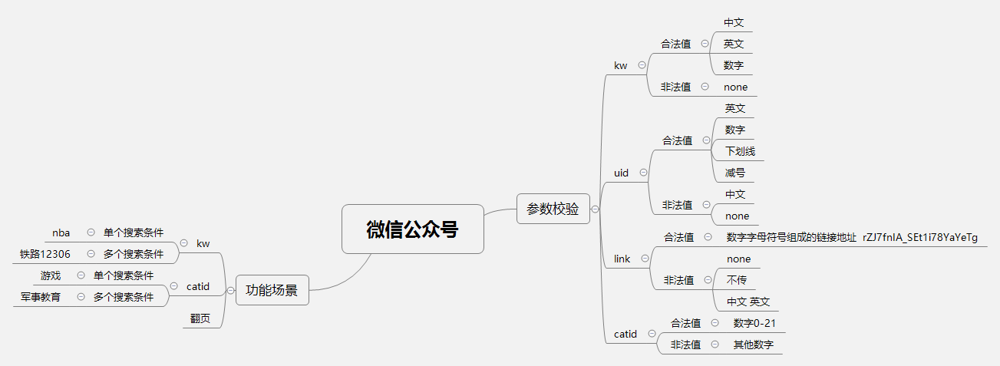 微信公众号
参数校验
kw
合法值
中文
英文
数字
非法值
none
uid
合法值
英文
数字
下划线
减号
非法值
中文
none
link
合法值
数字字母符号组成的链接地址 rZJ7fnIA_SEt1i78YaYeTg
非法值
none
不传
中文 英文
catid
合法值
数字0-21
非法值
其他数字
功能场景
kw
单个搜索条件
nba
多个搜索条件
铁路12306
catid
单个搜索条件
游戏
多个搜索条件
军事教育
翻页